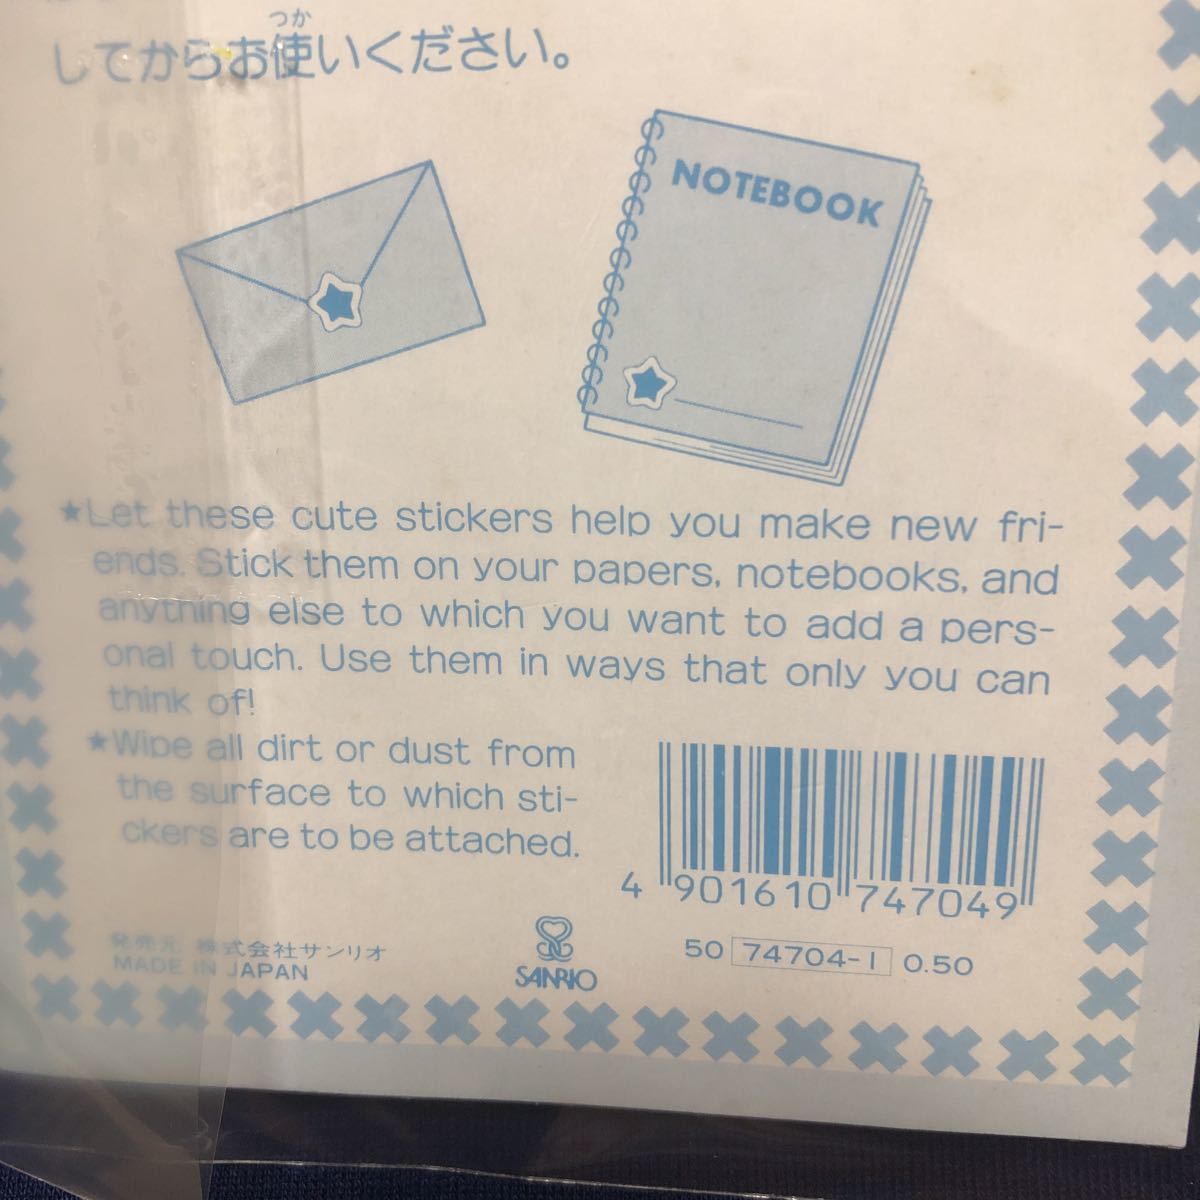 つか
してからお使いください。
NOTEBOOK
★Let these cute stickers help you make new fri-
ends. Stick them on your papers, notebooks, and
anything else to which you want to add a pers-
onal touch. Use them in ways that only you can
think of!
★Wipe all dirt or dust from
the surface to which sti-
ckers are to be attached.
4 901610 747049
発売元 株式会社サンリオ
MADE IN JAPAN
SANRIO
50 74704-1 0.50